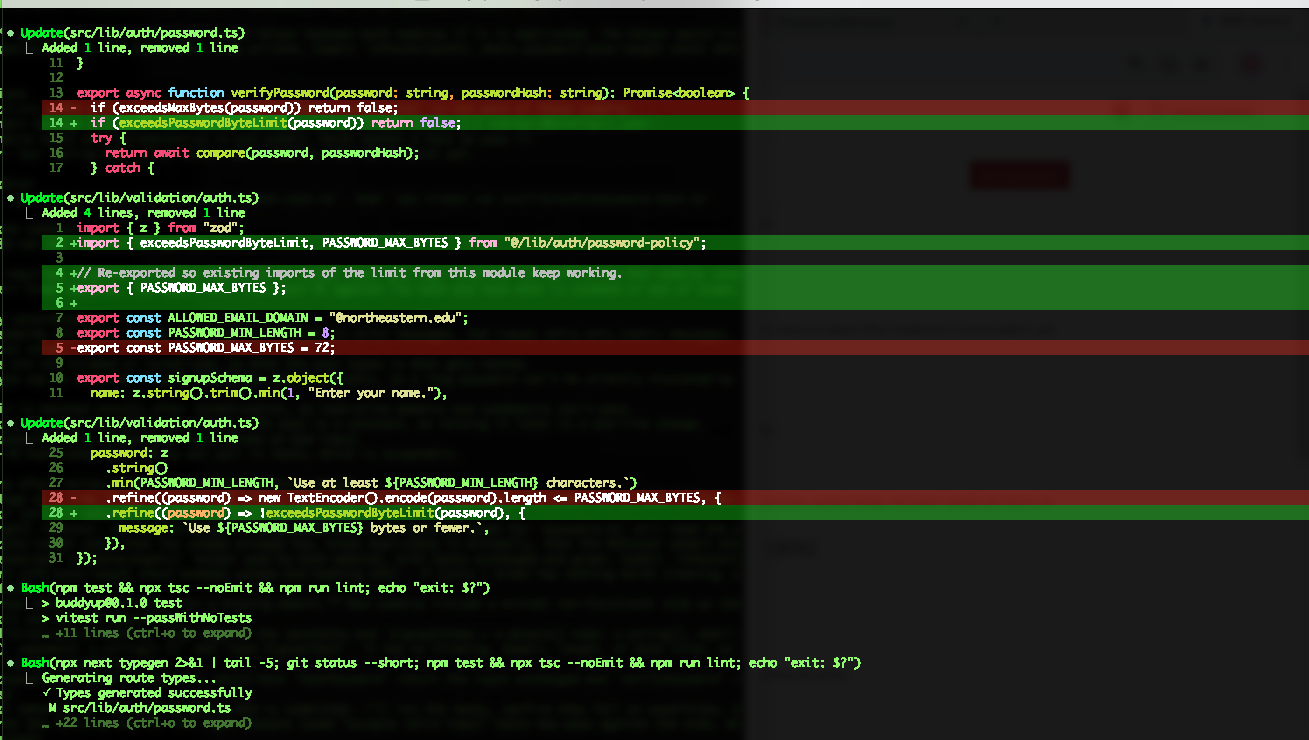 ● Update(src/lib/auth/password.ts)
⎿ Added 1 line, removed 1 line
11 }
12
13 export async function verifyPassword(password: string, passwordHash: string): Promise<boolean> {
14 - if (exceedsMaxBytes(password)) return false;
14 + if (exceedsPasswordByteLimit(password)) return false;
15 try {
16 return await compare(password, passwordHash);
17 } catch {
● Update(src/lib/validation/auth.ts)
⎿ Added 4 lines, removed 1 line
1 import { z } from "zod";
2 +import { exceedsPasswordByteLimit, PASSWORD_MAX_BYTES } from "@/lib/auth/password-policy";
3
4 +// Re-exported so existing imports of the limit from this module keep working.
5 +export { PASSWORD_MAX_BYTES };
6 +
7 export const ALLOWED_EMAIL_DOMAIN = "@northeastern.edu";
8 export const PASSWORD_MIN_LENGTH = 8;
5 -export const PASSWORD_MAX_BYTES = 72;
9
10 export const signupSchema = z.object({
11 name: z.string().trim().min(1, "Enter your name."),
● Update(src/lib/validation/auth.ts)
⎿ Added 1 line, removed 1 line
25 password: z
26 .string()
27 .min(PASSWORD_MIN_LENGTH, `Use at least ${PASSWORD_MIN_LENGTH} characters.`)
28 - .refine((password) => new TextEncoder().encode(password).length <= PASSWORD_MAX_BYTES, {
28 + .refine((password) => !exceedsPasswordByteLimit(password), {
29 message: `Use ${PASSWORD_MAX_BYTES} bytes or fewer.`,
30 }),
31 });
● Bash(npm test && npx tsc --noEmit && npm run lint; echo "exit: $?")
⎿ > buddyup@0.1.0 test
> vitest run --passWithNoTests
… +11 lines (ctrl+o to expand)
● Bash(npx next typegen 2>&1 | tail -5; git status --short; npm test && npx tsc --noEmit && npm run lint; echo "exit: $?")
⎿ Generating route types...
✓ Types generated successfully
M src/lib/auth/password.ts
… +22 lines (ctrl+o to expand)